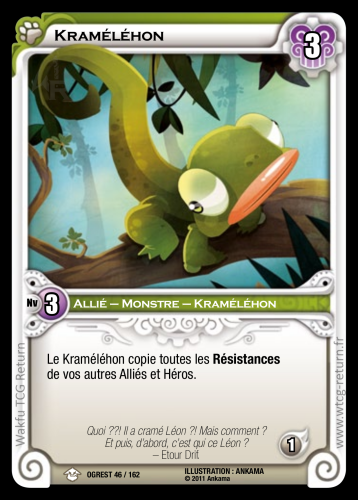 Kraméléhon
3
Nv 3
Allié – Monstre – Kraméléhon
Le Kraméléhon copie toutes les Résistances
de vos autres Alliés et Héros.
Quoi ??! Il a cramé Léon ?! Mais comment ?
Et puis, d'abord, c'est qui ce Léon ?
– Etour Drit
1
Wakfu TCG Return
www.wtcg-return.fr
OGREST 46 / 162
ILLUSTRATION : ANKAMA
© 2011 Ankama